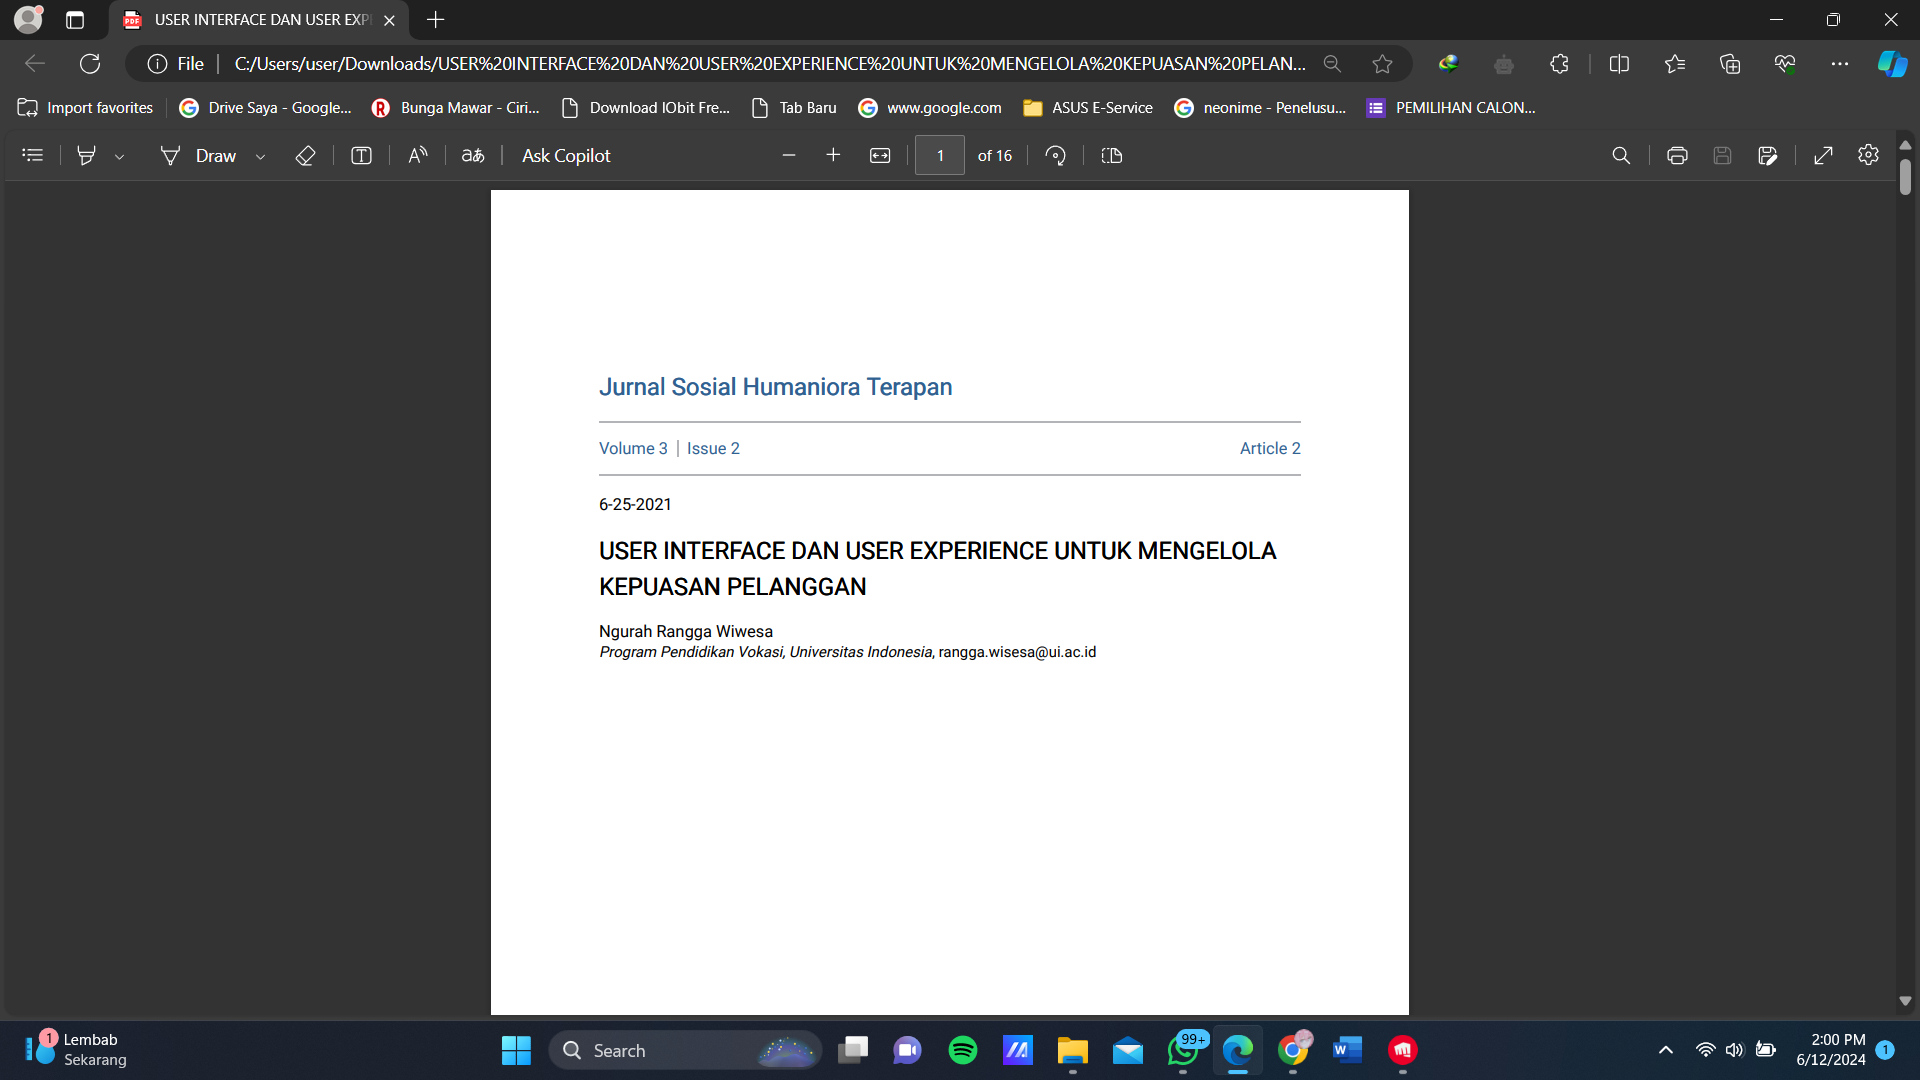 USER INTERFACE DAN USER EXP
File
C:/Users/user/Downloads/USER%20INTERFACE%20DAN%20USER%20EXPERIENCE%20UNTUK%20MENGELOLA%20KEPUASAN%20PELAN...
Import favorites
Drive Saya - Google...
Bunga Mawar - Ciri...
Download IObit Fre...
Tab Baru
www.google.com
ASUS E-Service
neonime - Penelusu...
PEMILIHAN CALON...
Draw
aあ
Ask Copilot
1 of 16
Jurnal Sosial Humaniora Terapan
Volume 3 | Issue 2
Article 2
6-25-2021
USER INTERFACE DAN USER EXPERIENCE UNTUK MENGELOLA
KEPUASAN PELANGGAN
Ngurah Rangga Wiwesa
Program Pendidikan Vokasi, Universitas Indonesia, rangga.wisesa@ui.ac.id
1
Lembab
Sekarang
Search
99+
2:00 PM
6/12/2024
1